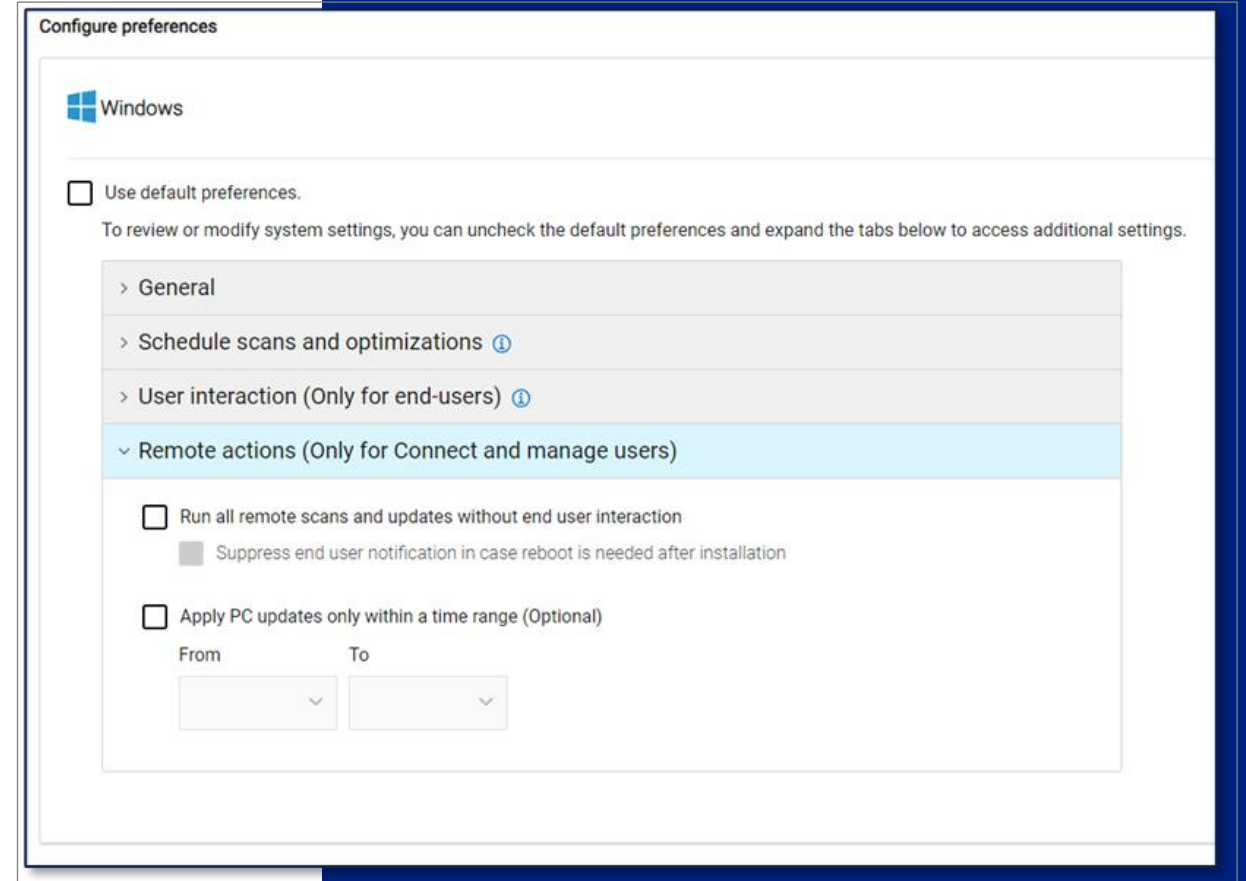 Configure preferences
Windows
Use default preferences.
To review or modify system settings, you can uncheck the default preferences and expand the tabs below to access additional settings.
General
Schedule scans and optimizations
User interaction (Only for end-users)
Remote actions (Only for Connect and manage users)
Run all remote scans and updates without end user interaction
Suppress end user notification in case reboot is needed after installation
Apply PC updates only within a time range (Optional)
From To